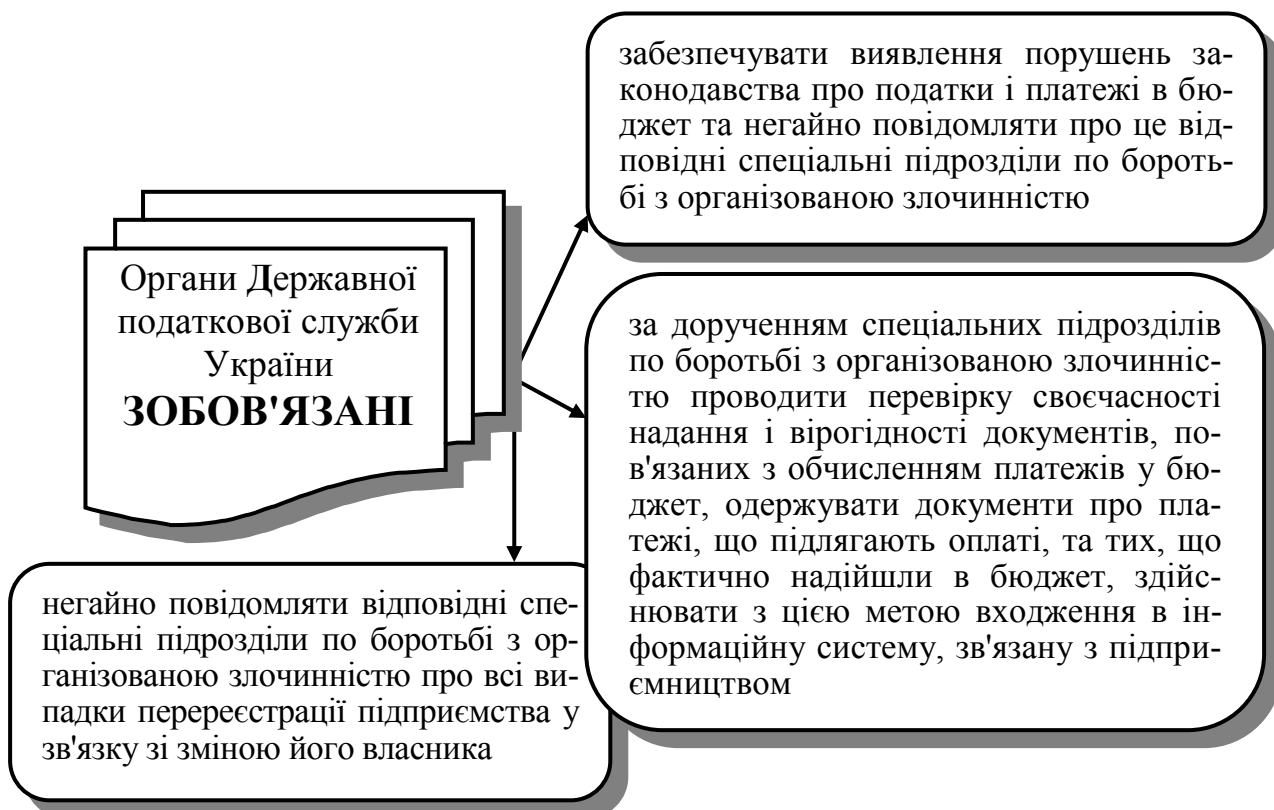 Органи Державної
податкової служби
України
ЗОБОВ'ЯЗАНІ
забезпечувати виявлення порушень за-
конодавства про податки і платежі в бю-
джет та негайно повідомляти про це від-
повідні спеціальні підрозділи по бороть-
бі з організованою злочинністю
за дорученням спеціальних підрозділів
по боротьбі з організованою злочинніс-
тю проводити перевірку своєчасності
надання і вірогідності документів, по-
в'язаних з обчисленням платежів у бю-
джет, одержувати документи про пла-
тежі, що підлягають оплаті, та тих, що
фактично надійшли в бюджет, здійс-
нювати з цією метою входження в ін-
формаційну систему, зв'язану з підпри-
ємництвом
негайно повідомляти відповідні спе-
ціальні підрозділи по боротьбі з ор-
ганізованою злочинністю про всі ви-
падки перереєстрації підприємства у
зв'язку зі зміною його власника